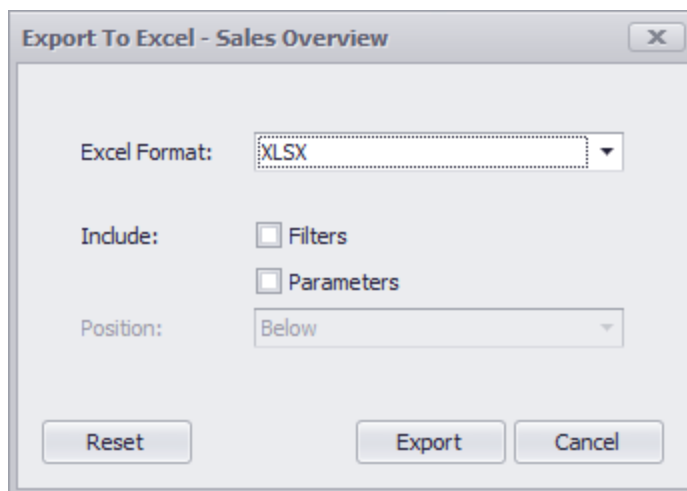 Export To Excel - Sales Overview
Excel Format: XLSX
Include: Filters
Parameters
Position: Below
Reset Export Cancel